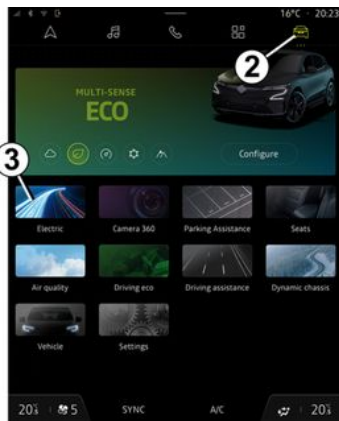 16°C · 20:23
2
MULTI-SENSE
ECO
Configure
3
Electric
Camera 360
Parking Assistance
Seats
Air quality
Driving eco
Driving assistance
Dynamic chassis
Vehicle
Settings
20
5
SYNC
A/C
20